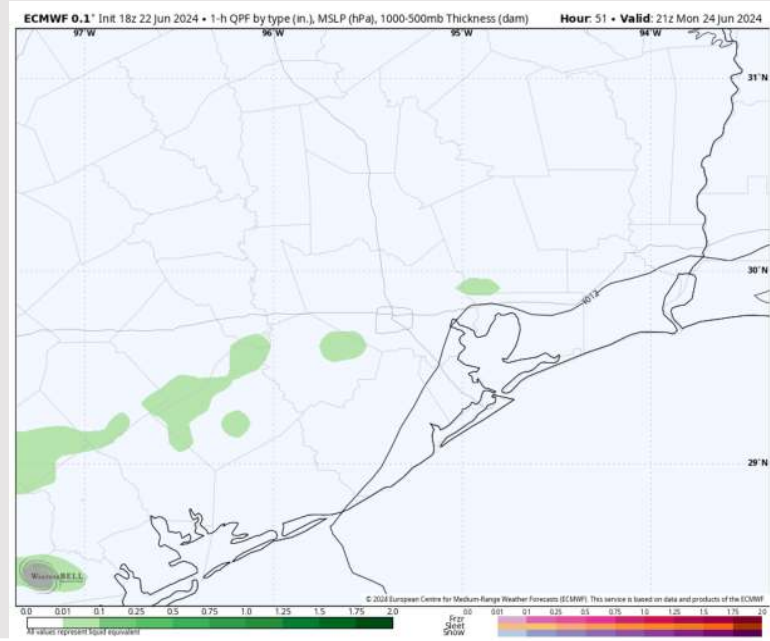 ECMWF 0.1° Init 18z 22 Jun 2024 • 1-h QPF by type (in.), MSLP (hPa), 1000-500mb Thickness (dam) Hour: 51 • Valid: 21z Mon 24 Jun 2024
97°W 96°W 95°W 94°W
31°N
30°N
1012
29°N
WeatherBELL
© 2024 European Centre for Medium-Range Weather Forecasts (ECMWF). This service is based on data and products of the ECMWF
0.0 0.01 0.1 0.25 0.5 0.75 1.0 1.25 1.5 1.75 2.0
All values represent liquid equivalent
0.0 0.01 0.1 0.25 0.5 0.75 1.0 1.25 1.5 1.75 2.0
Frzr
Sleet
Snow